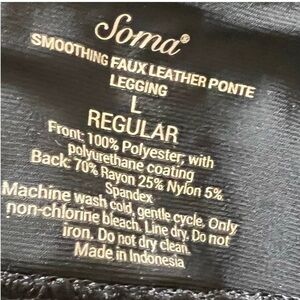 Soma®
SMOOTHING FAUX LEATHER PONTE
LEGGING
L
REGULAR
Front: 100% Polyester, with
polyurethane coating
Back: 70% Rayon 25% Nylon 5%
Spandex
Machine wash cold, gentle cycle. Only
non-chlorine bleach. Line dry. Do not
iron. Do not dry clean.
Made in Indonesia